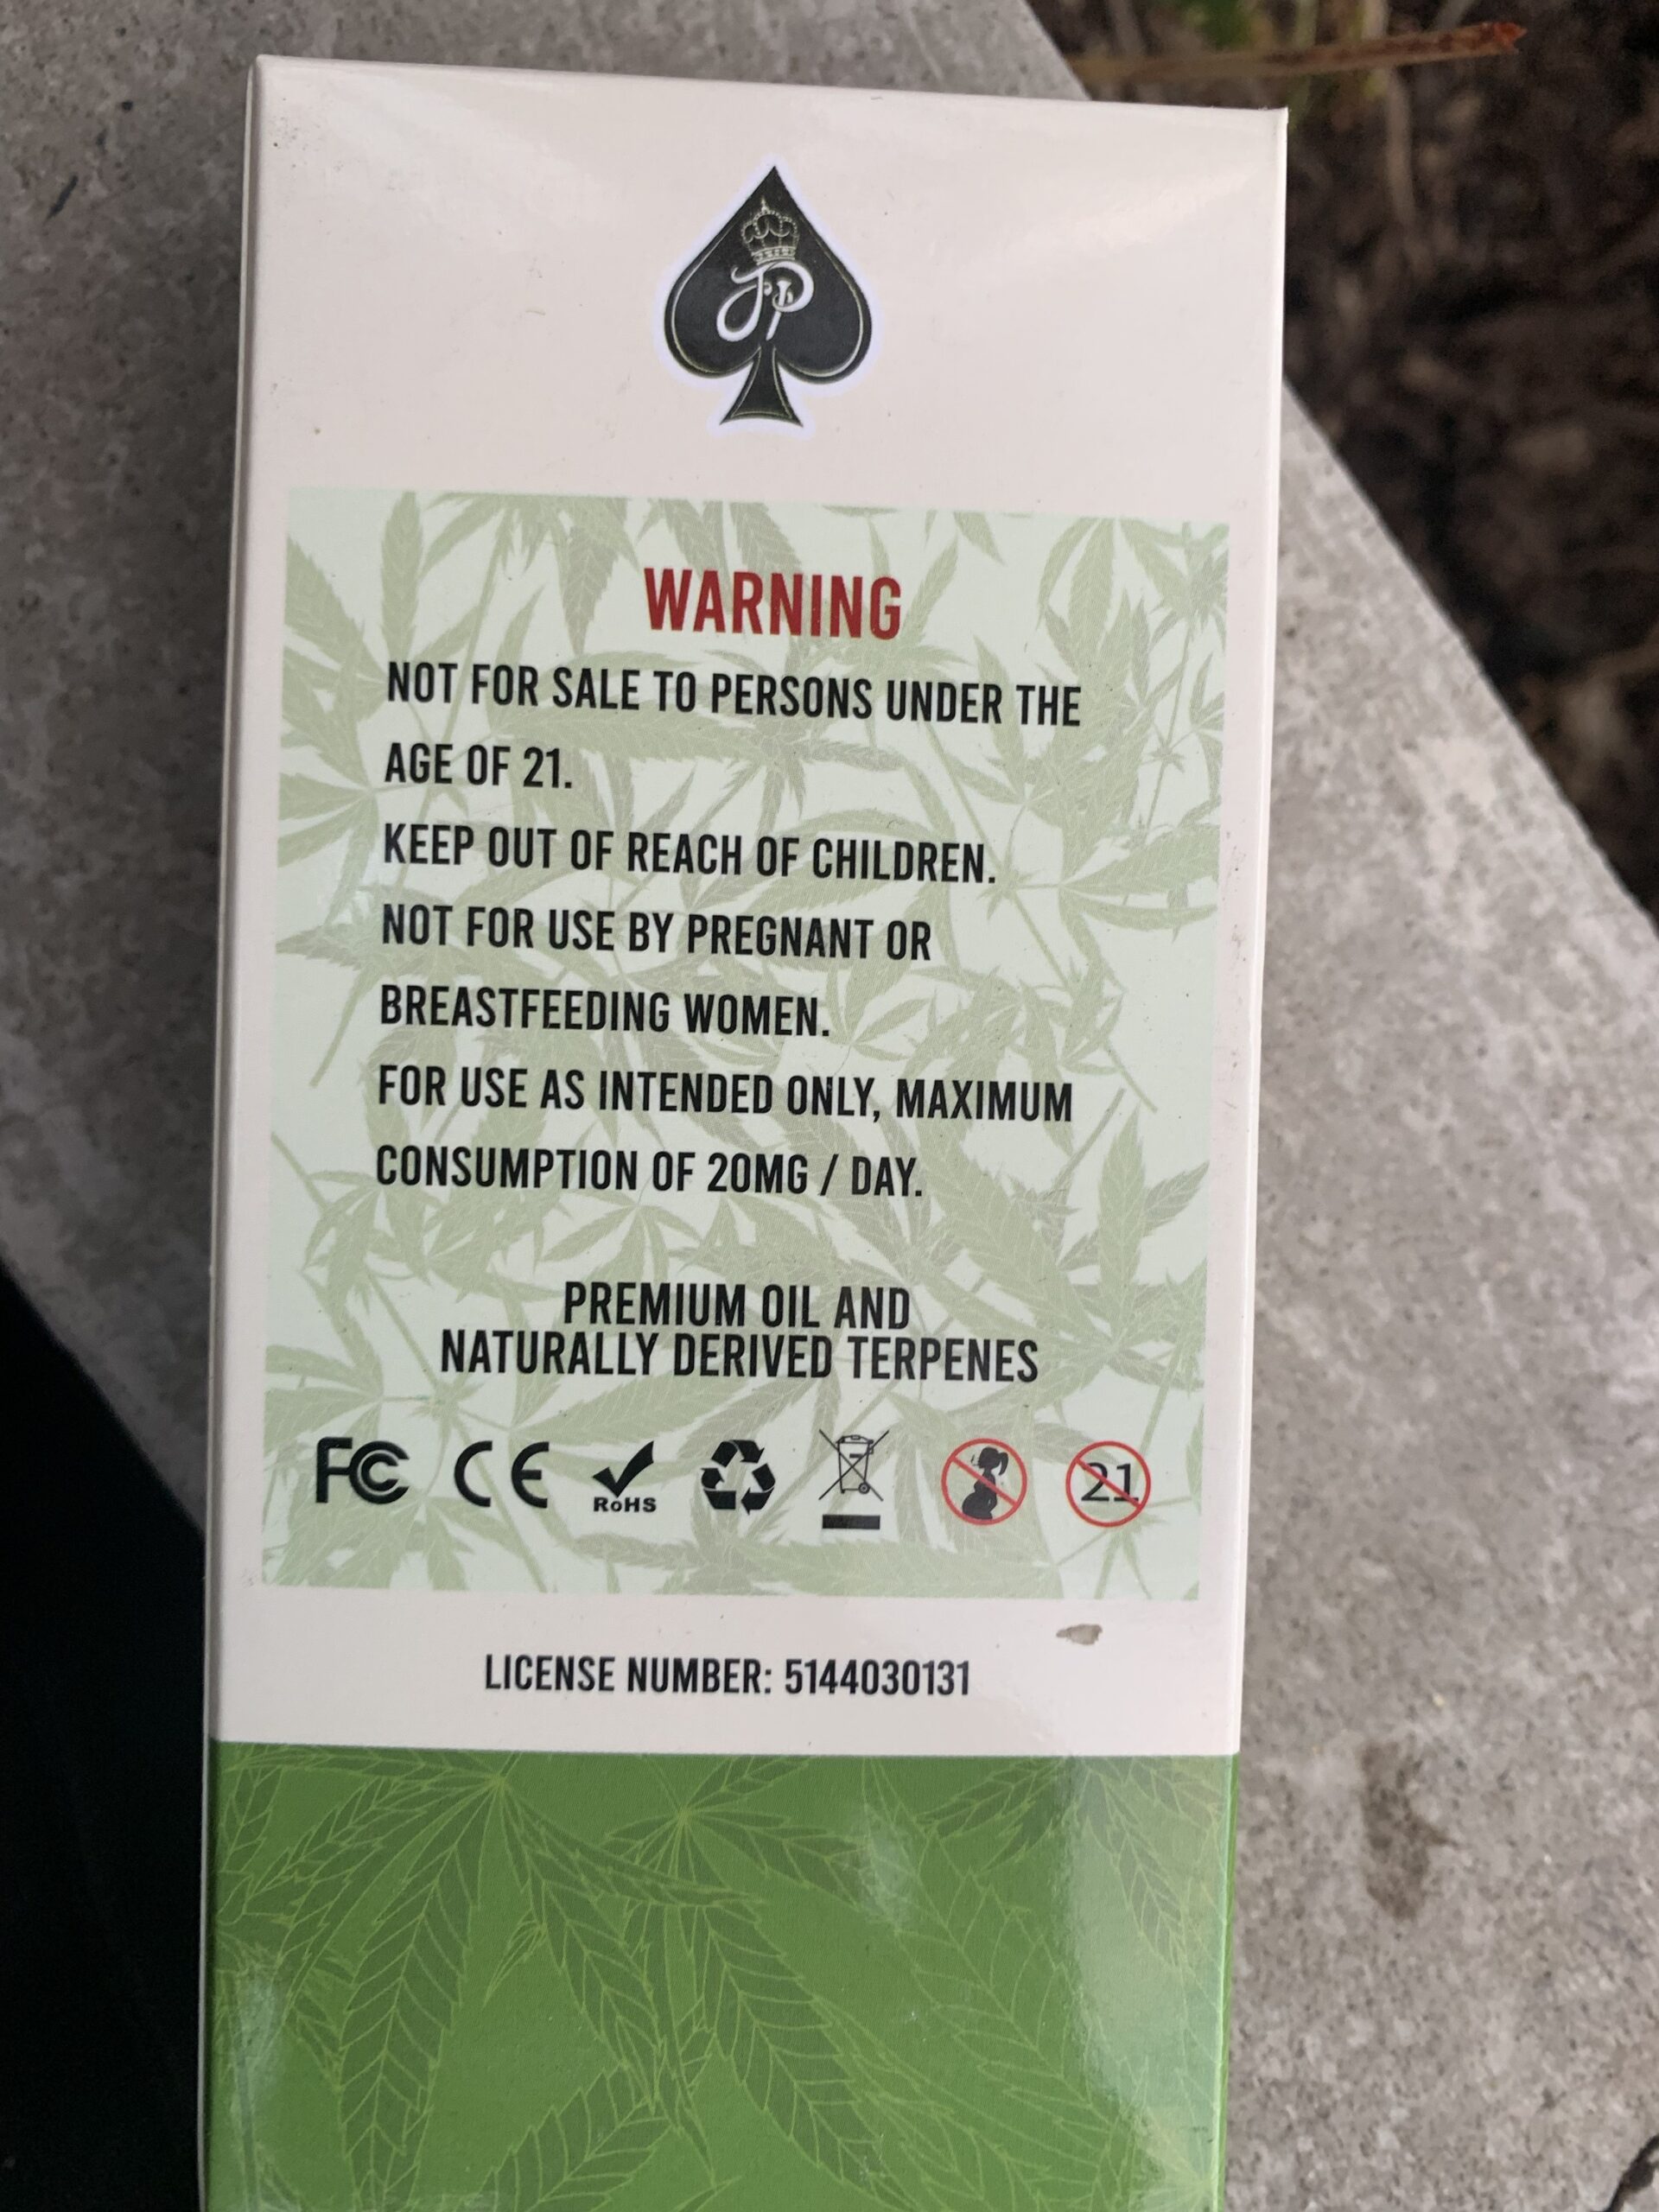 JP
WARNING
NOT FOR SALE TO PERSONS UNDER THE
AGE OF 21.
KEEP OUT OF REACH OF CHILDREN.
NOT FOR USE BY PREGNANT OR
BREASTFEEDING WOMEN.
FOR USE AS INTENDED ONLY, MAXIMUM
CONSUMPTION OF 20MG / DAY.
PREMIUM OIL AND
NATURALLY DERIVED TERPENES
FC CE RoHS 21
LICENSE NUMBER: 5144030131